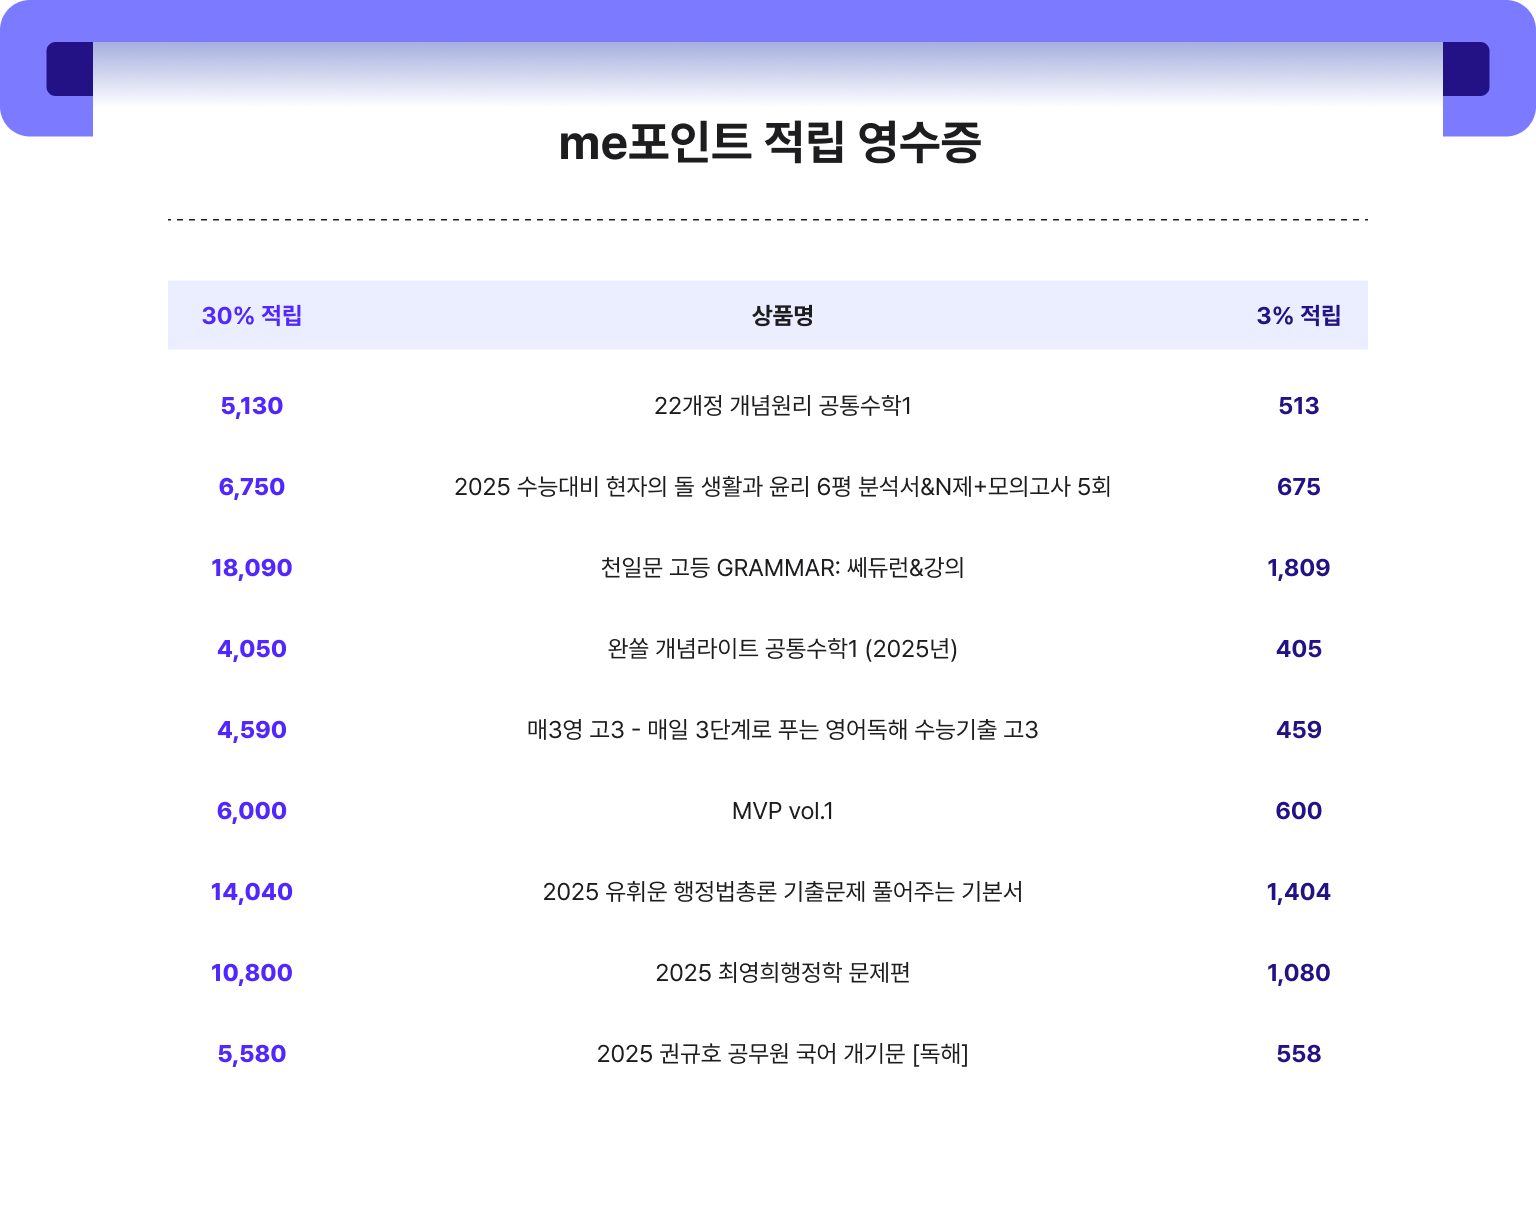 me포인트 적립 영수증
30% 적립 상품명 3% 적립
5,130 22개정 개념원리 공통수학1 513
6,750 2025 수능대비 현자의 돌 생활과 윤리 6평 분석서&N제+모의고사 5회 675
18,090 천일문 고등 GRAMMAR: 쎄듀런&강의 1,809
4,050 완쏠 개념라이트 공통수학1 (2025년) 405
4,590 매3영 고3 - 매일 3단계로 푸는 영어독해 수능기출 고3 459
6,000 MVP vol.1 600
14,040 2025 유휘운 행정법총론 기출문제 풀어주는 기본서 1,404
10,800 2025 최영희행정학 문제편 1,080
5,580 2025 권규호 공무원 국어 개기문 [독해] 558